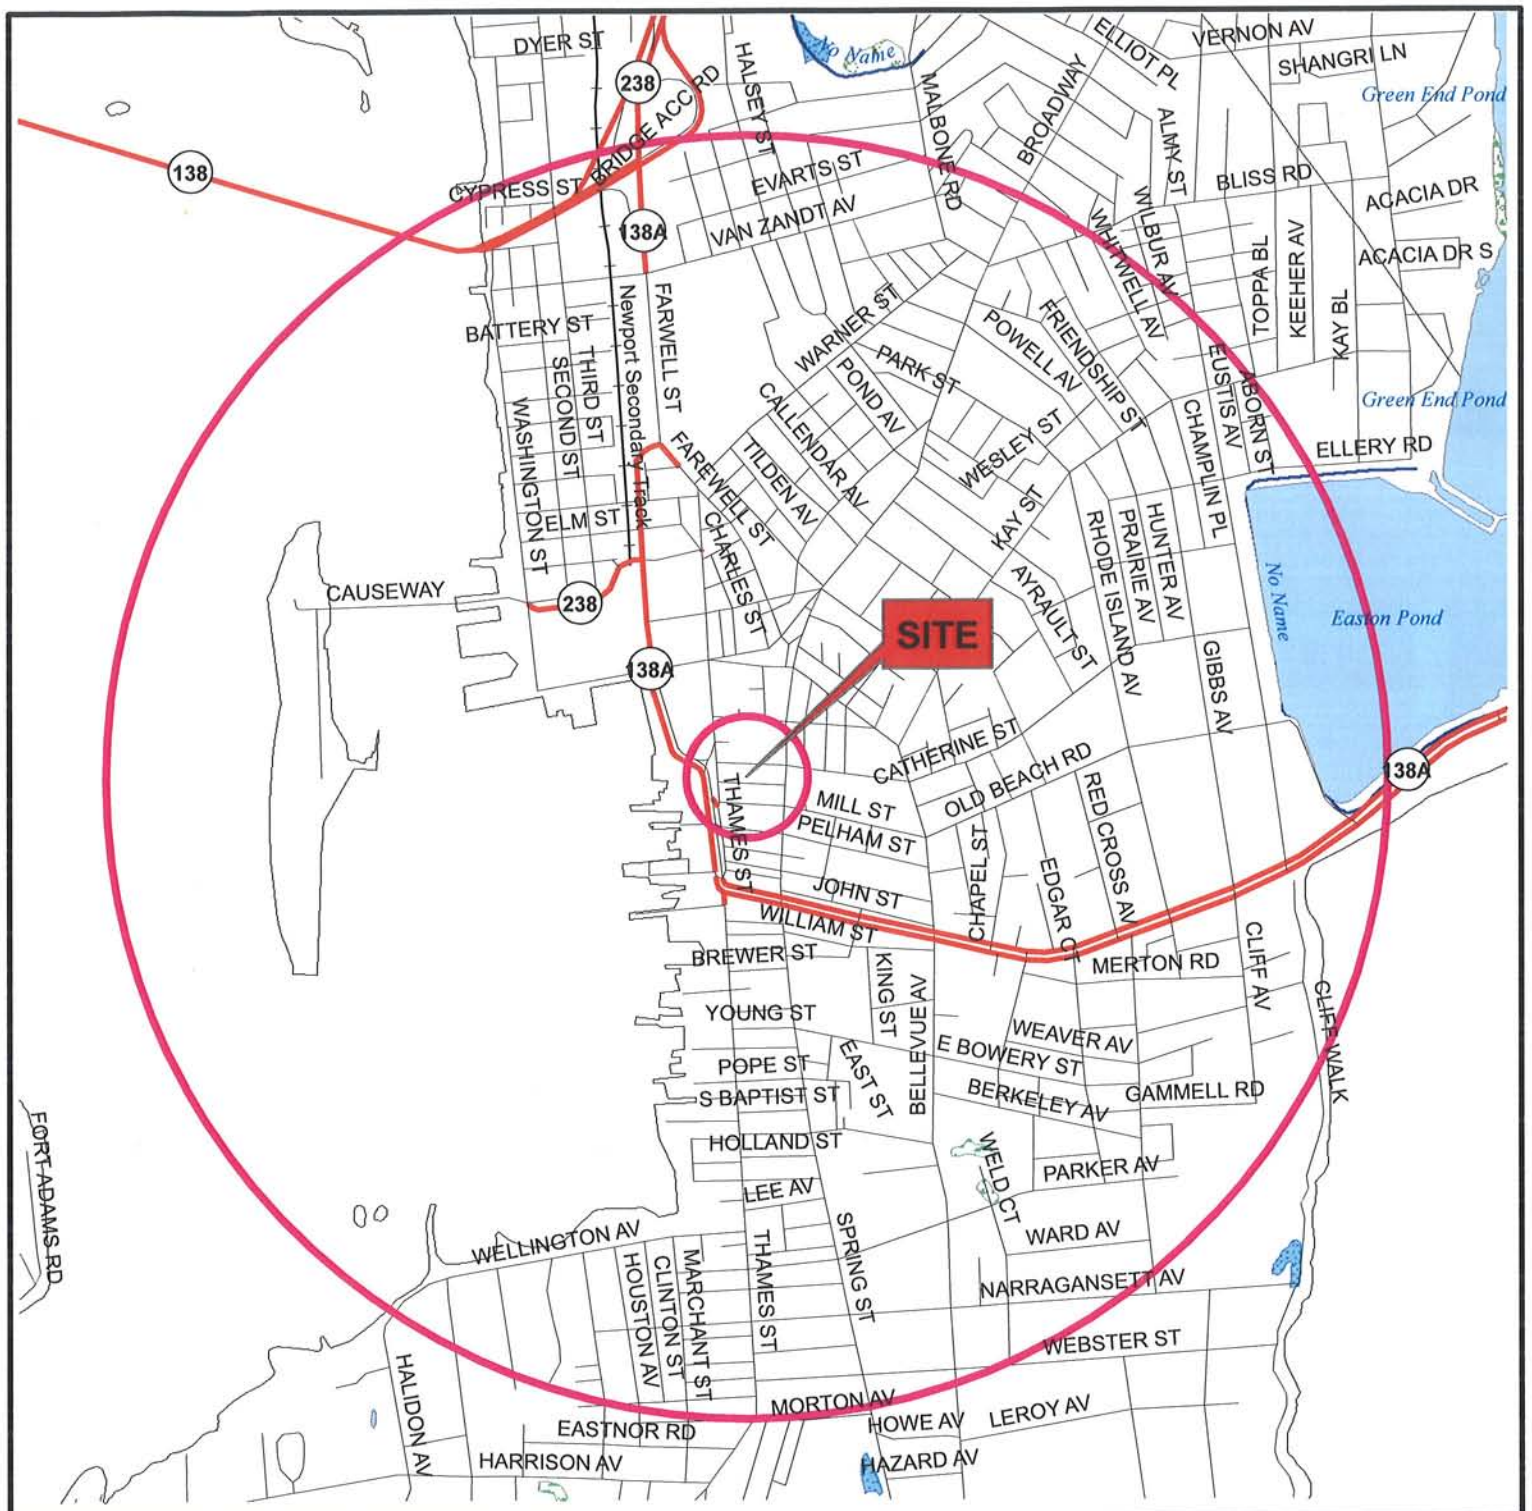 DYER ST
238
BRIDGE ACC RD
HALSEY ST
No Name
MALBONE RD
BROADWAY
ELLIOT PL
VERNON AV
SHANGRI LN
Green End Pond
138
CYPRESS ST
138A
EVARTS ST
VAN ZANDT AV
ALMY ST
WILBUR AV
WHITWELL AV
BLISS RD
ACACIA DR
ACACIA DR S
TOPPA BL
KEEHER AV
KAY BL
BATTERY ST
THIRD ST
SECOND ST
WASHINGTON ST
Newport Secondary Track
FARWELL ST
WARNER ST
PARK ST
POND AV
CALLENDAR AV
TILDEN AV
POWELL AV
FRIENDSHIP ST
WESLEY ST
EUSTIS AV
ABORN ST
CHAMPLIN PL
Green End Pond
ELLERY RD
FAREWELL ST
CHARLES ST
ELM ST
KAY ST
AYRAULT ST
RHODE ISLAND AV
PRAIRIE AV
HUNTER AV
No Name
Easton Pond
CAUSEWAY
238
138A
SITE
GIBBS AV
CATHERINE ST
OLD BEACH RD
138A
THAMES ST
MILL ST
PELHAM ST
CHAPEL ST
RED CROSS AV
EDGAR CT
JOHN ST
WILLIAM ST
BREWER ST
KING ST
BELLEVUE AV
MERTON RD
CLIFF AV
CLIFF WALK
YOUNG ST
WEAVER AV
E BOWERY ST
POPE ST
EAST ST
S BAPTIST ST
BERKELEY AV
GAMMELL RD
FORT ADAMS RD
HOLLAND ST
WELD CT
PARKER AV
LEE AV
WELLINGTON AV
SPRING ST
WARD AV
HOUSTON AV
CLINTON ST
MARCHANT ST
THAMES ST
NARRAGANSETT AV
WEBSTER ST
HALIDON AV
MORTON AV
EASTNOR RD
HOWE AV
LEROY AV
HARRISON AV
HAZARD AV